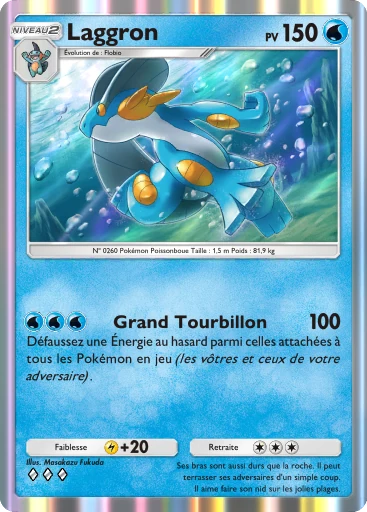 NIVEAU2 Laggron PV 150
Évolution de : Flobio
N° 0260 Pokémon Poissonboue Taille : 1,5 m Poids : 81,9 kg
Grand Tourbillon 100
Défaussez une Énergie au hasard parmi celles attachées à
tous les Pokémon en jeu (les vôtres et ceux de votre
adversaire).
Faiblesse +20 Retraite
Illus. Masakazu Fukuda
Ses bras sont aussi durs que la roche. Il peut
terrasser ses adversaires d'un simple coup.
Il aime faire son nid sur les jolies plages.